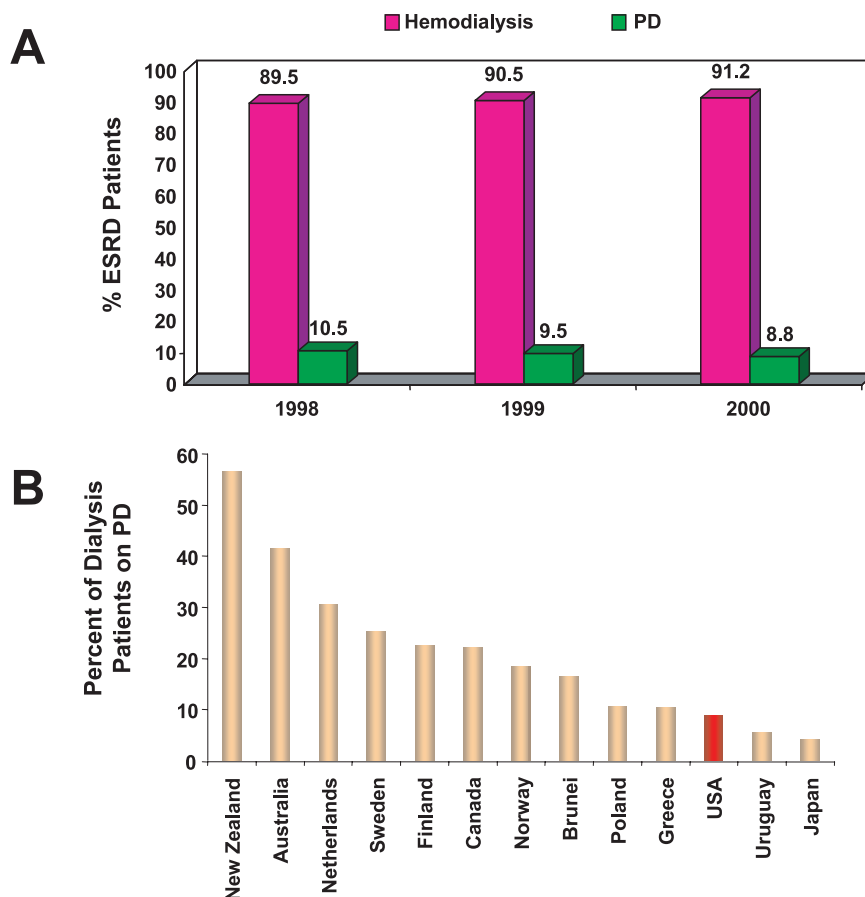 Hemodialysis PD
A
% ESRD Patients
100
90
80
70
60
50
40
30
20
10
0
89.5
10.5
90.5
9.5
91.2
8.8
1998 1999 2000
B
Percent of Dialysis
Patients on PD
60
50
40
30
20
10
0
New Zealand
Australia
Netherlands
Sweden
Finland
Canada
Norway
Brunei
Poland
Greece
USA
Uruguay
Japan